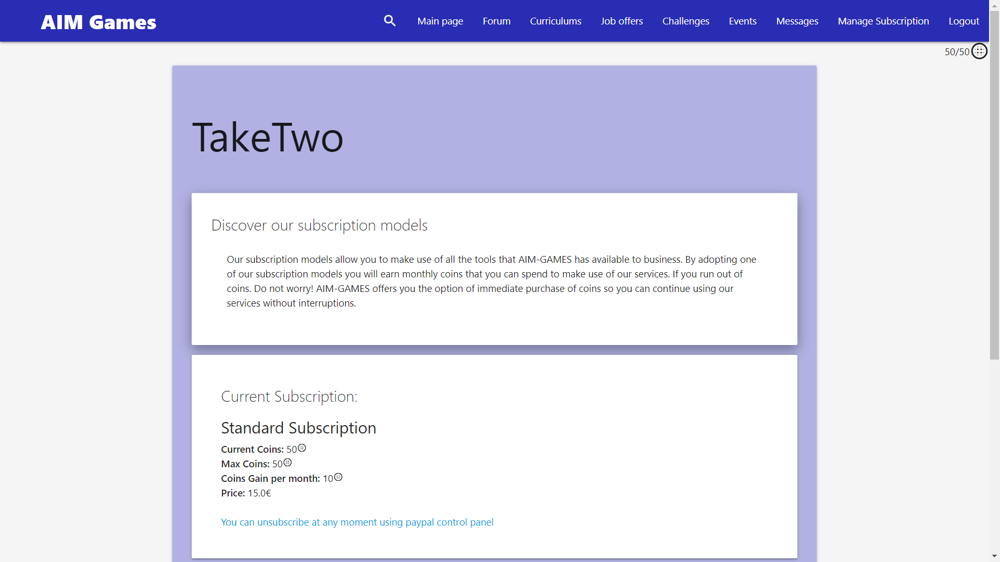 AIM Games
Main page Forum Curriculums Job offers Challenges Events Messages Manage Subscription Logout
50/50
TakeTwo
Discover our subscription models
Our subscription models allow you to make use of all the tools that AIM-GAMES has available to business. By adopting one
of our subscription models you will earn monthly coins that you can spend to make use of our services. If you run out of
coins. Do not worry! AIM-GAMES offers you the option of immediate purchase of coins so you can continue using our
services without interruptions.
Current Subscription:
Standard Subscription
Current Coins: 50
Max Coins: 50
Coins Gain per month: 10
Price: 15.0€
You can unsubscribe at any moment using paypal control panel